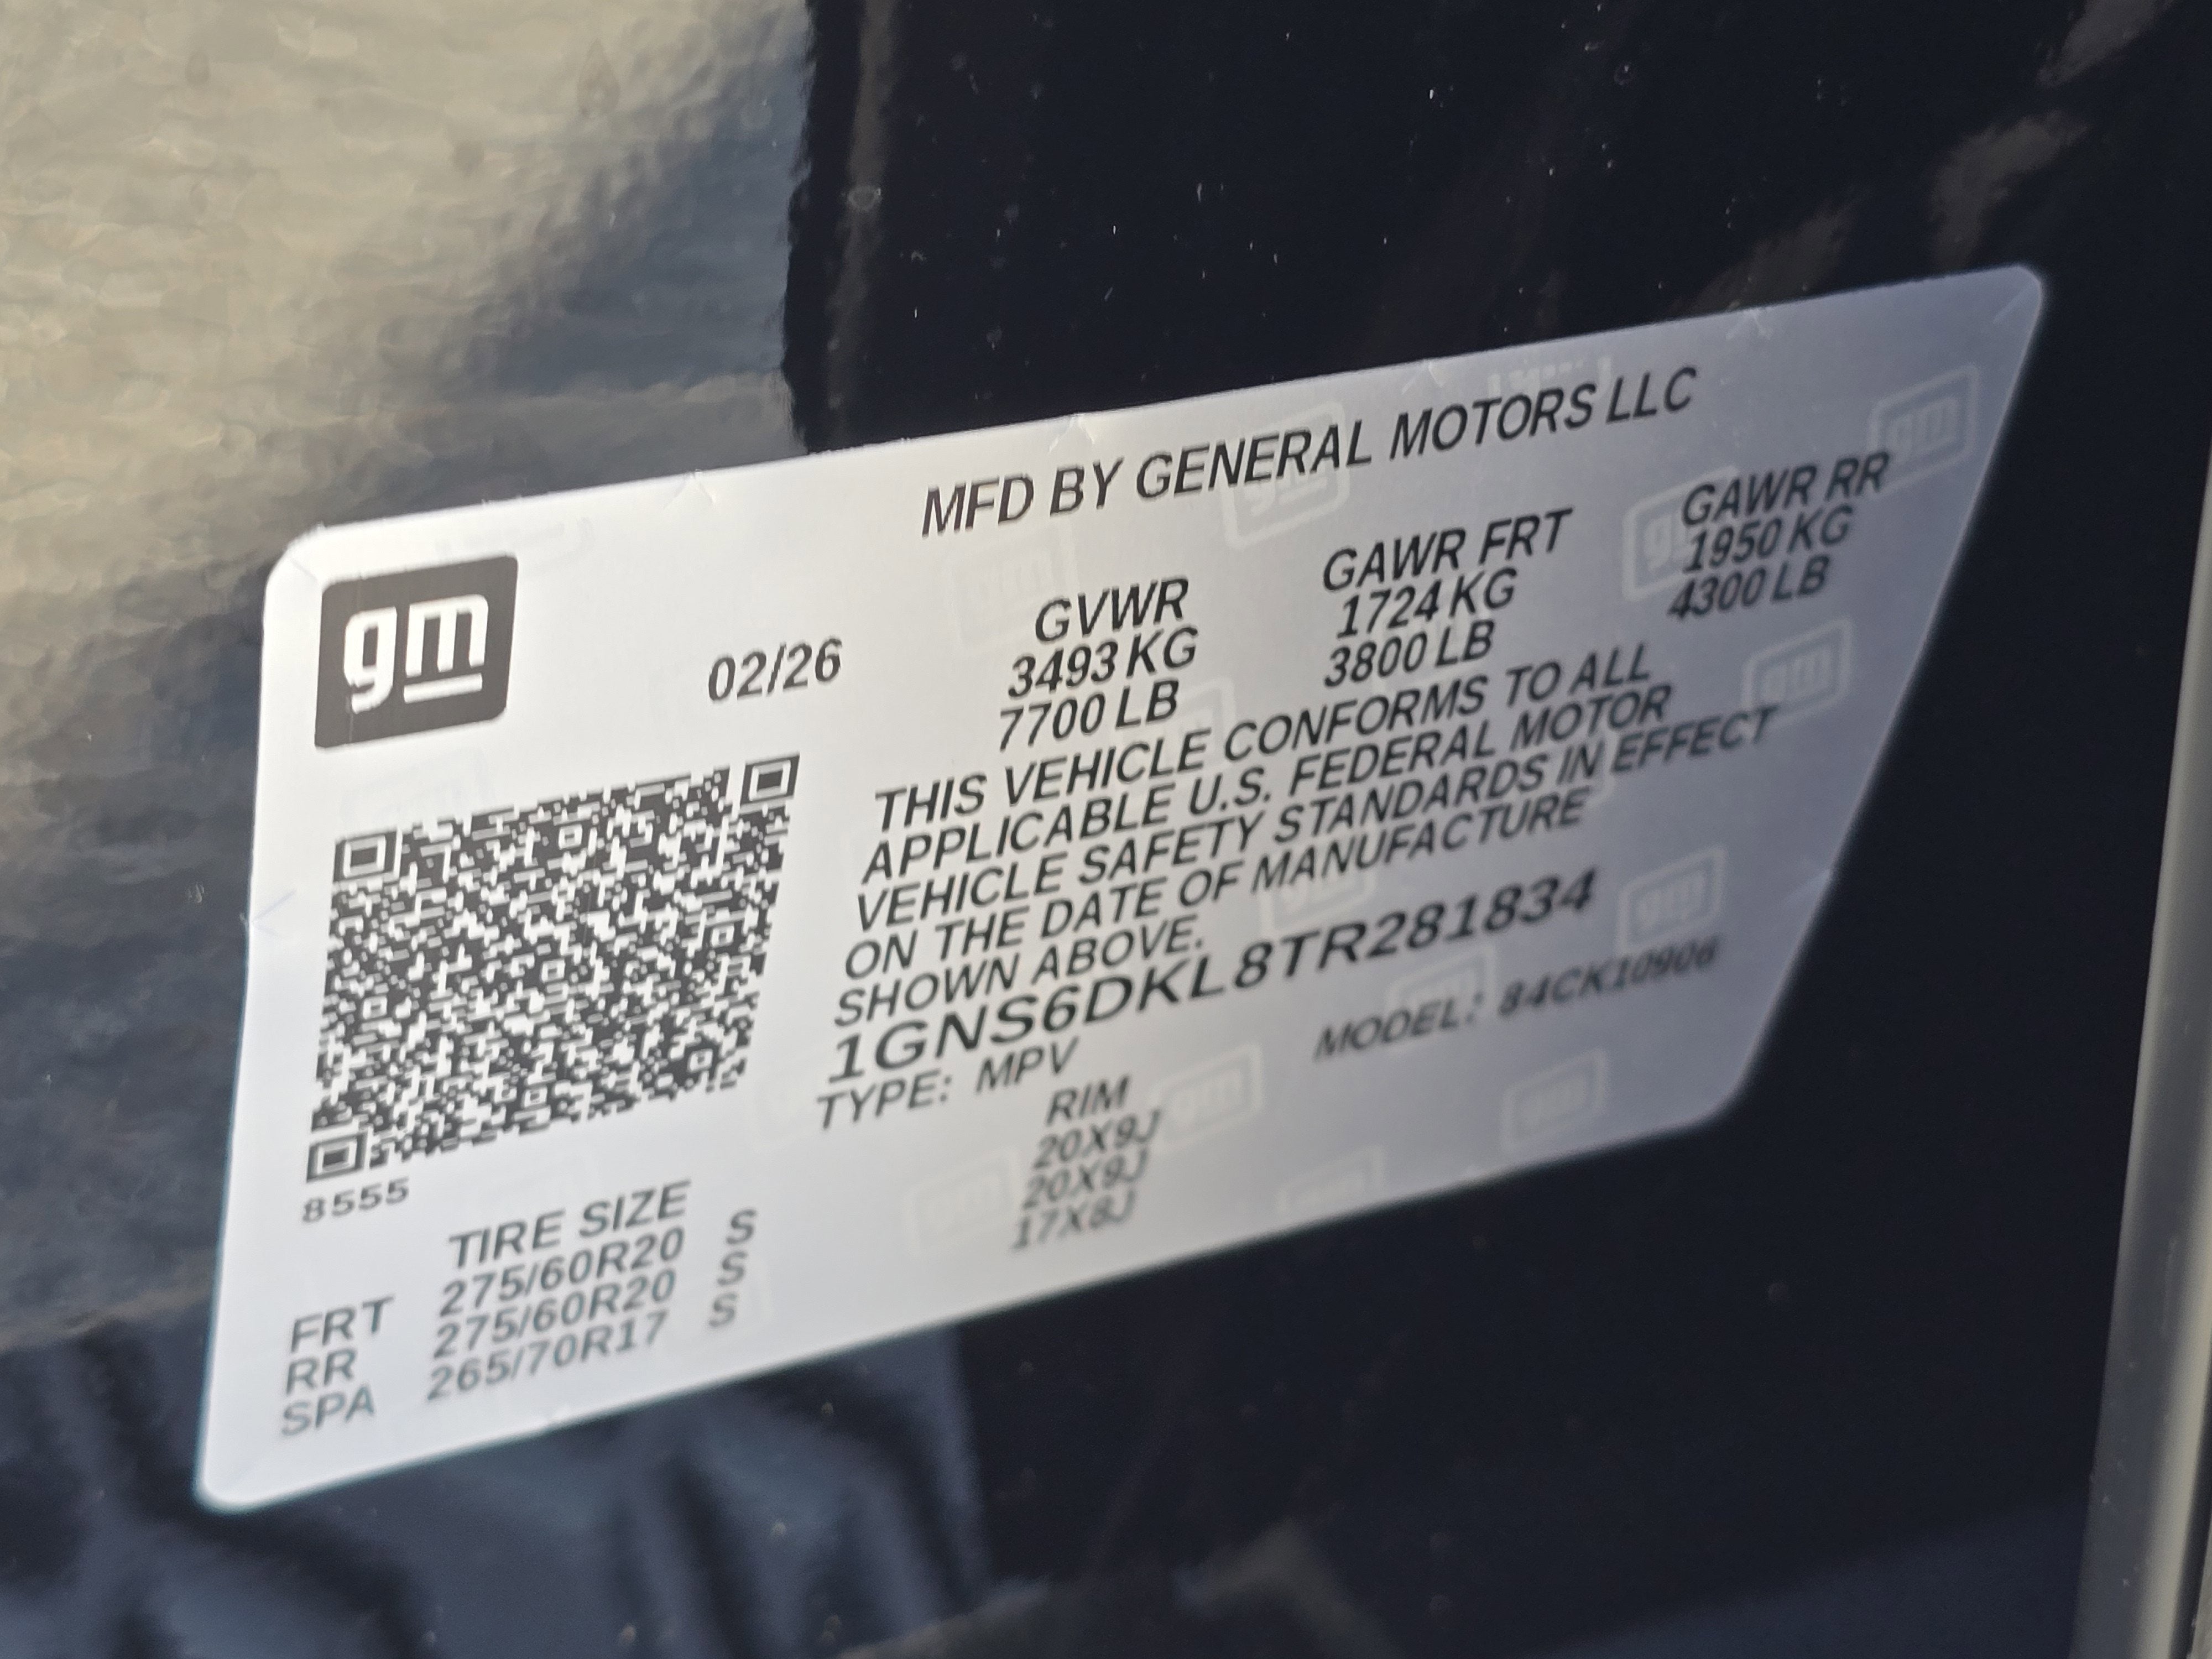 MFD BY GENERAL MOTORS LLC
gm
02/26
GVWR GAWR FRT GAWR RR
3493 KG 1724 KG 1950 KG
7700 LB 3800 LB 4300 LB
THIS VEHICLE CONFORMS TO ALL
APPLICABLE U.S. FEDERAL MOTOR
VEHICLE SAFETY STANDARDS IN EFFECT
ON THE DATE OF MANUFACTURE
SHOWN ABOVE.
1GNS6DKL8TR281834
TYPE: MPV MODEL: 84CK10906
8555
TIRE SIZE RIM
FRT 275/60R20 S 20X9J
RR 275/60R20 S 20X9J
SPA 265/70R17 S 17X8J